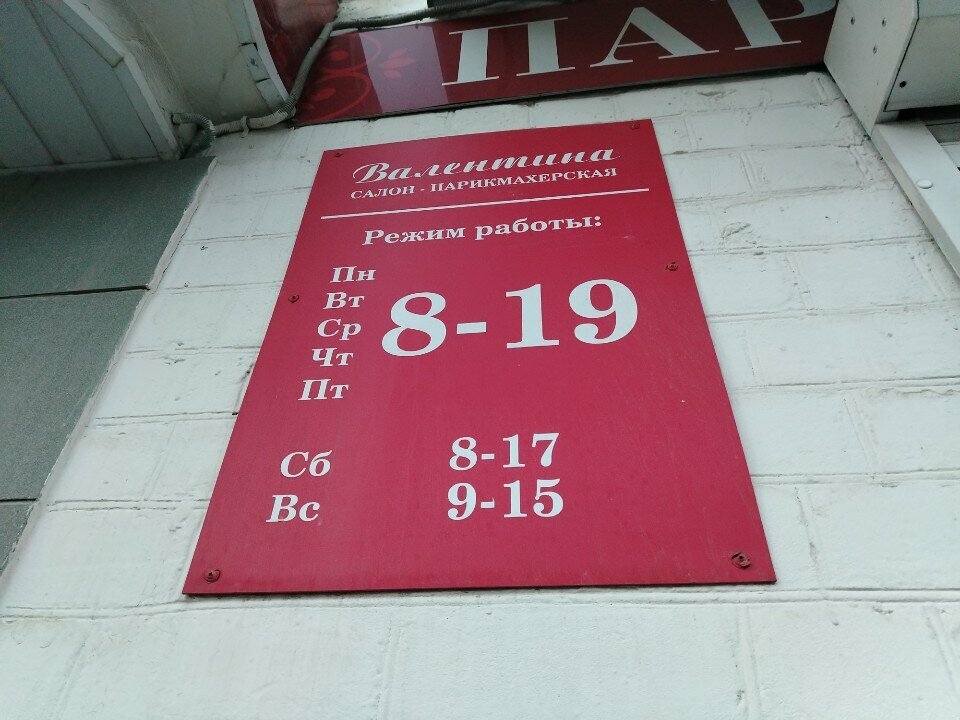 ПАР
Валентина
САЛОН - ПАРИКМАХЕРСКАЯ
Режим работы:
Пн
Вт
Ср
Чт
Пт
8-19
Сб 8-17
Вс 9-15